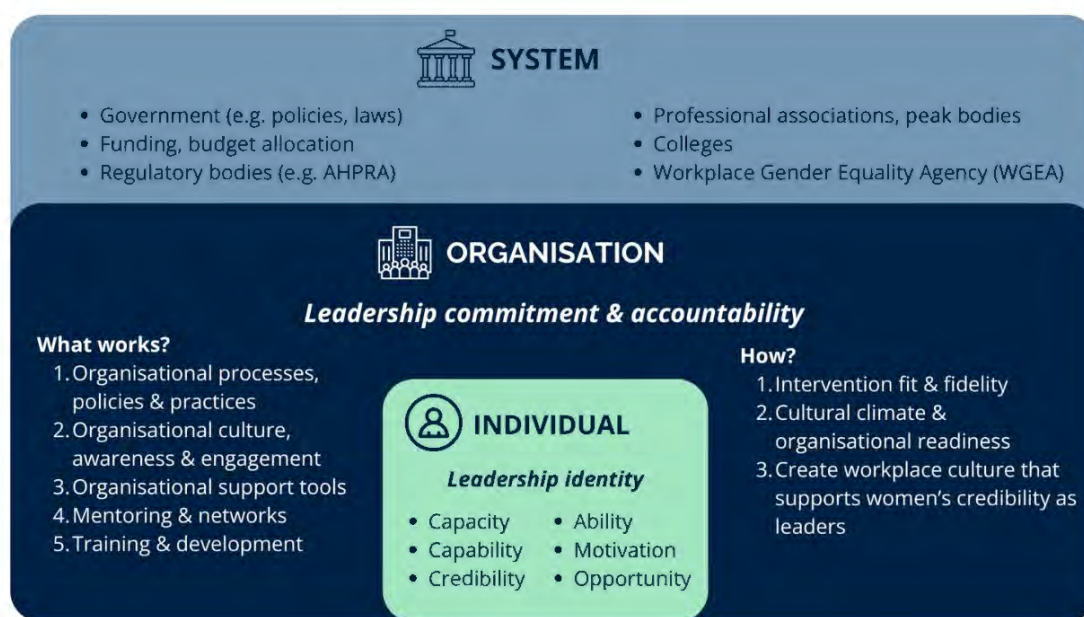 SYSTEM
• Government (e.g. policies, laws)
• Funding, budget allocation
• Regulatory bodies (e.g. AHPRA)
• Professional associations, peak bodies
• Colleges
• Workplace Gender Equality Agency (WGEA)
ORGANISATION
Leadership commitment & accountability
What works?
1. Organisational processes,
policies & practices
2. Organisational culture,
awareness & engagement
3. Organisational support tools
4. Mentoring & networks
5. Training & development
INDIVIDUAL
Leadership identity
• Capacity
• Capability
• Credibility
• Ability
• Motivation
• Opportunity
How?
1. Intervention fit & fidelity
2. Cultural climate &
organisational readiness
3. Create workplace culture that
supports women’s credibility as
leaders